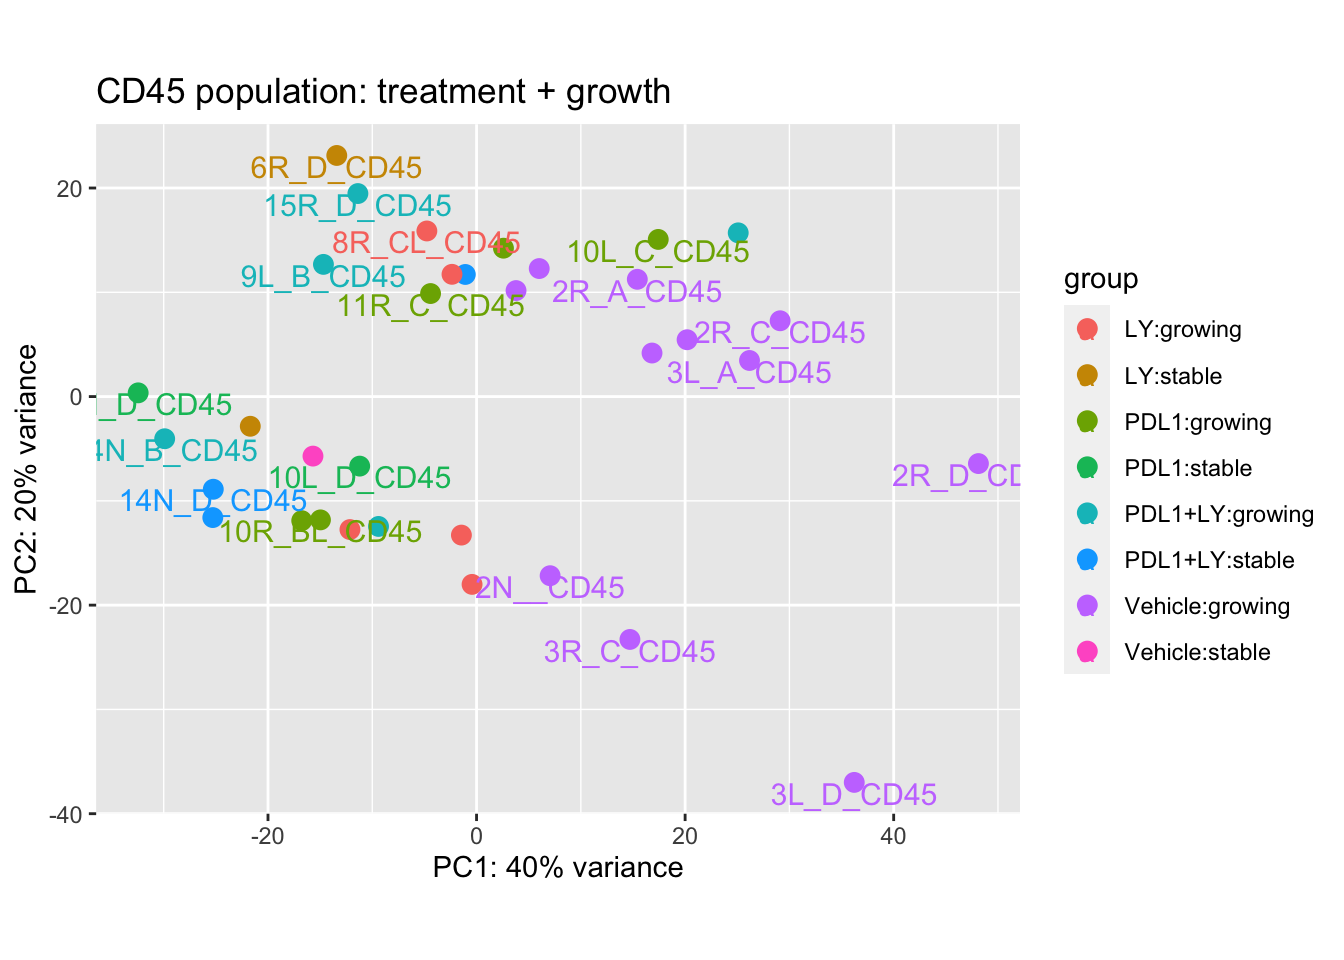 CD45 population: treatment + growth
6R_D_CD45
15R_D_CD45
8R_CL_CD45
10L_C_CD45
9L_B_CD45
2R_A_CD45
11R_C_CD45
2R_C_CD45
3L_A_CD45
_D_CD45
4N_B_CD45
10L_D_CD45
2R_D_CD
14N_D_CD45
10R_BL_CD45
2N__CD45
3R_C_CD45
3L_D_CD45
20
0
-20
-40
-20
0
20
40
PC1: 40% variance
PC2: 20% variance
group
LY:growing
LY:stable
PDL1:growing
PDL1:stable
PDL1+LY:growing
PDL1+LY:stable
Vehicle:growing
Vehicle:stable